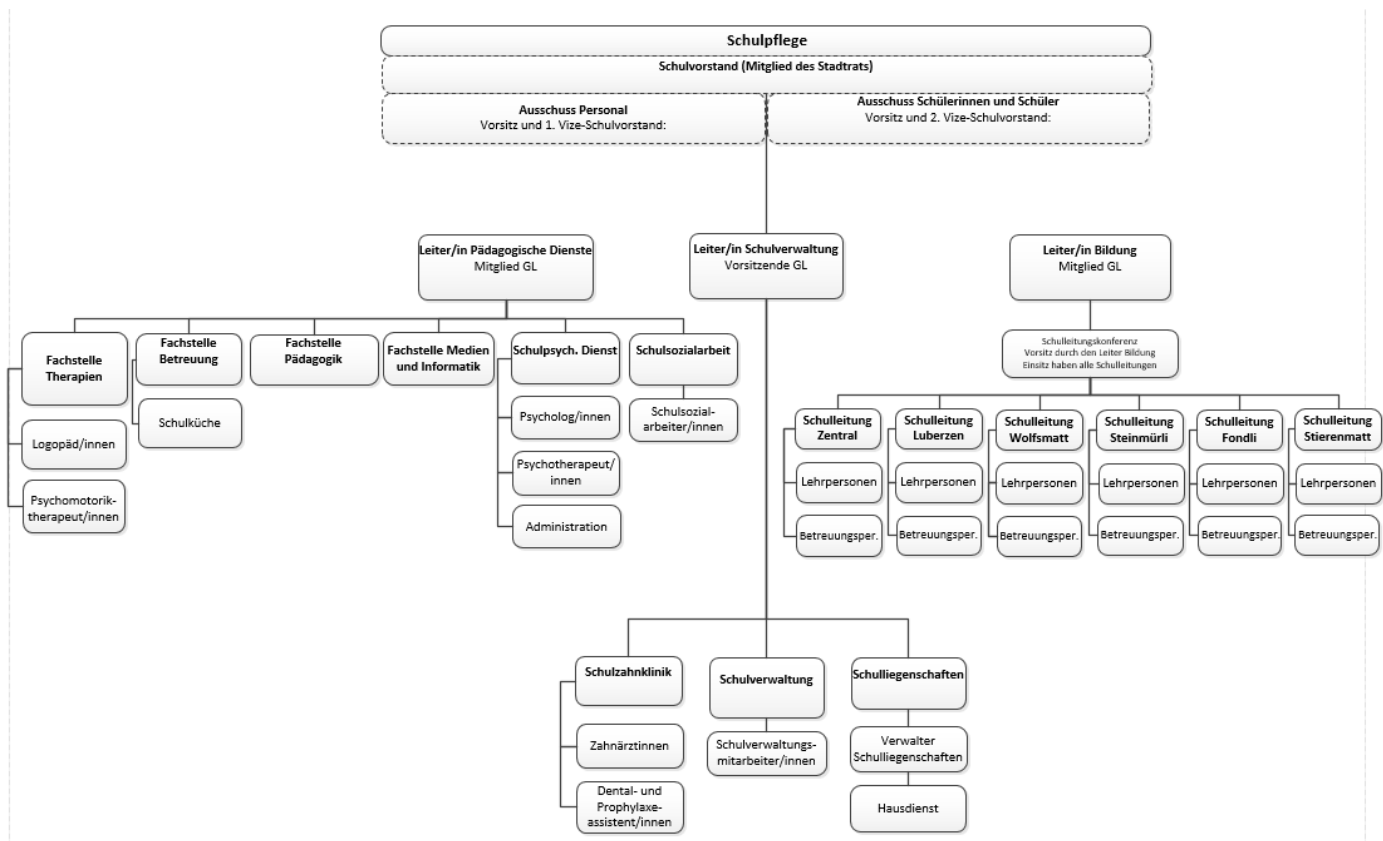 Schulpflege
Schulvorstand (Mitglied des Stadtrats)
Ausschuss Personal
Vorsitz und 1. Vize-Schulvorstand:
Ausschuss Schülerinnen und Schüler
Vorsitz und 2. Vize-Schulvorstand:
Leiter/in Pädagogische Dienste
Mitglied GL
Leiter/in Schulverwaltung
Vorsitzende GL
Leiter/in Bildung
Mitglied GL
Fachstelle
Therapien
Logopäd/innen
Psychomotorik-
therapeut/innen
Fachstelle
Betreuung
Schulküche
Fachstelle
Pädagogik
Fachstelle Medien
und Informatik
Schulpsych. Dienst
Psycholog/innen
Psychotherapeut/
innen
Administration
Schulsozialarbeit
Schulsozial-
arbeiter/innen
Schulleitungskonferenz
Vorsitz durch den Leiter Bildung
Einsitz haben alle Schulleitungen
Schulleitung
Zentral
Lehrpersonen
Betreuungsper.
Schulleitung
Luberzen
Lehrpersonen
Betreuungsper.
Schulleitung
Wolfsmatt
Lehrpersonen
Betreuungsper.
Schulleitung
Steinmürli
Lehrpersonen
Betreuungsper.
Schulleitung
Fondli
Lehrpersonen
Betreuungsper.
Schulleitung
Stierenmatt
Lehrpersonen
Betreuungsper.
Schulzahnklinik
Zahnärztinnen
Dental- und
Prophylaxe-
assistent/innen
Schulverwaltung
Schulverwaltungs-
mitarbeiter/innen
Schulliegenschaften
Verwalter
Schulliegenschaften
Hausdienst